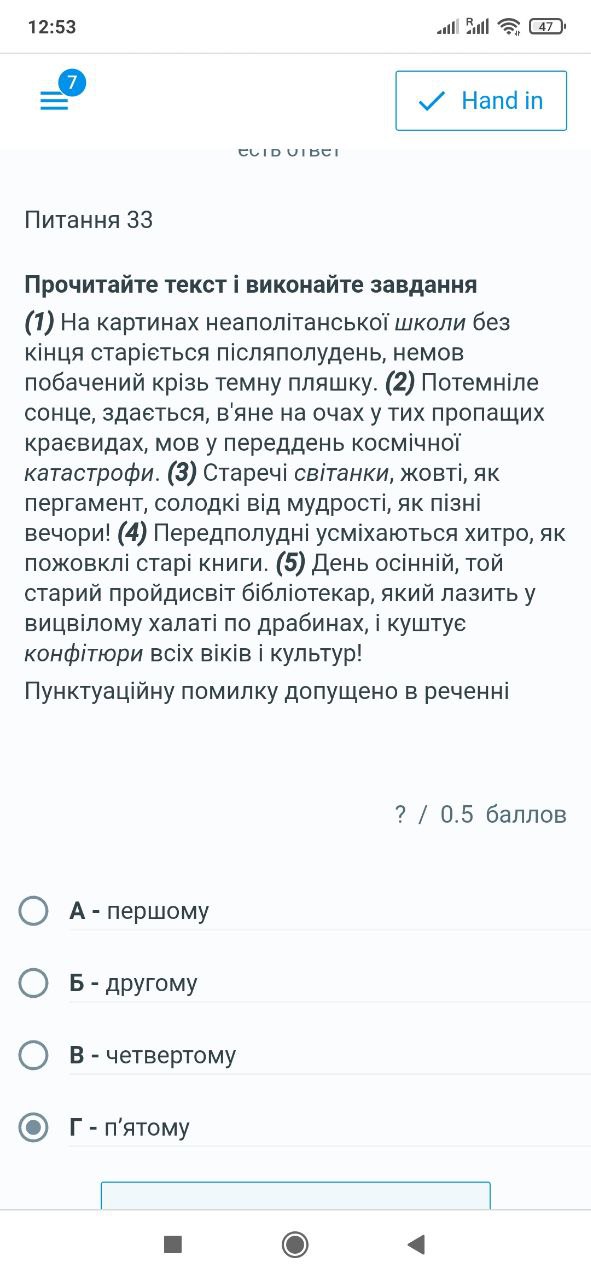 12:53
R
47
7
Hand in
есть ответ
Питання 33
Прочитайте текст і виконайте завдання
(1) На картинах неаполітанської школи без
кінця старіється післяполудень, немов
побачений крізь темну пляшку. (2) Потемніле
сонце, здається, в'яне на очах у тих пропащих
краєвидах, мов у переддень космічної
катастрофи. (3) Старечі світанки, жовті, як
пергамент, солодкі від мудрості, як пізні
вечори! (4) Передполудні усміхаються хитро, як
пожовклі старі книги. (5) День осінній, той
старий пройдисвіт бібліотекар, який лазить у
вицвілому халаті по драбинах, і куштує
конфітюри всіх віків і культур!
Пунктуаційну помилку допущено в реченні
? / 0.5 баллов
А - першому
Б - другому
В - четвертому
Г - п’ятому